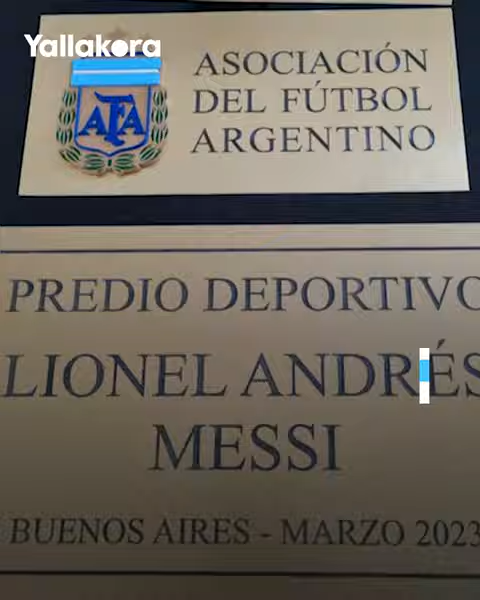 Yallakora
AFA
ASOCIACIÓN
DEL FÚTBOL
ARGENTINO
PREDIO DEPORTIVO
LIONEL ANDRÉS
MESSI
BUENOS AIRES - MARZO 2023